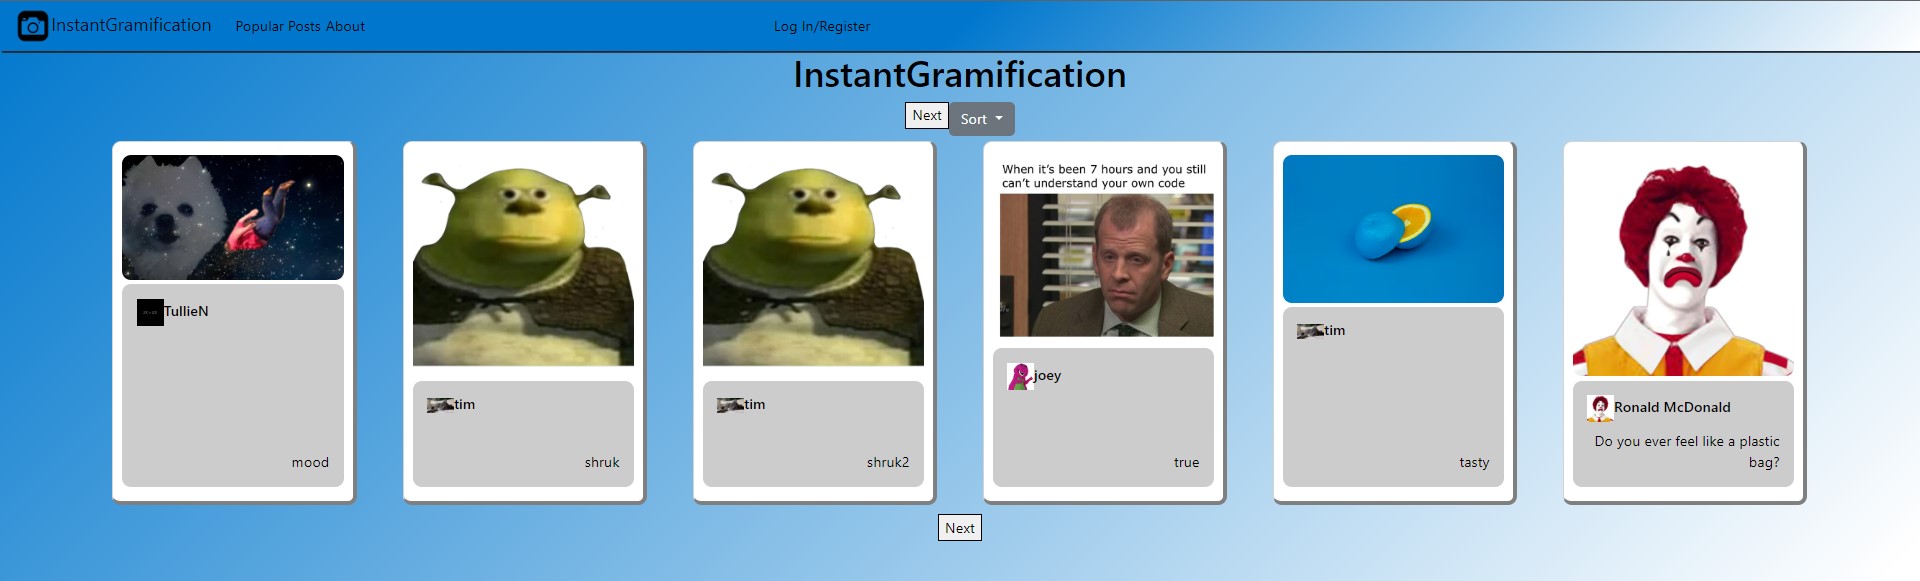 InstantGramification Popular Posts About Log In/Register
InstantGramification
Next Sort
TullieN
mood
tim
shruk
tim
shruk2
When it's been 7 hours and you still
can't understand your own code
joey
true
tim
tasty
Ronald McDonald
Do you ever feel like a plastic
bag?
Next